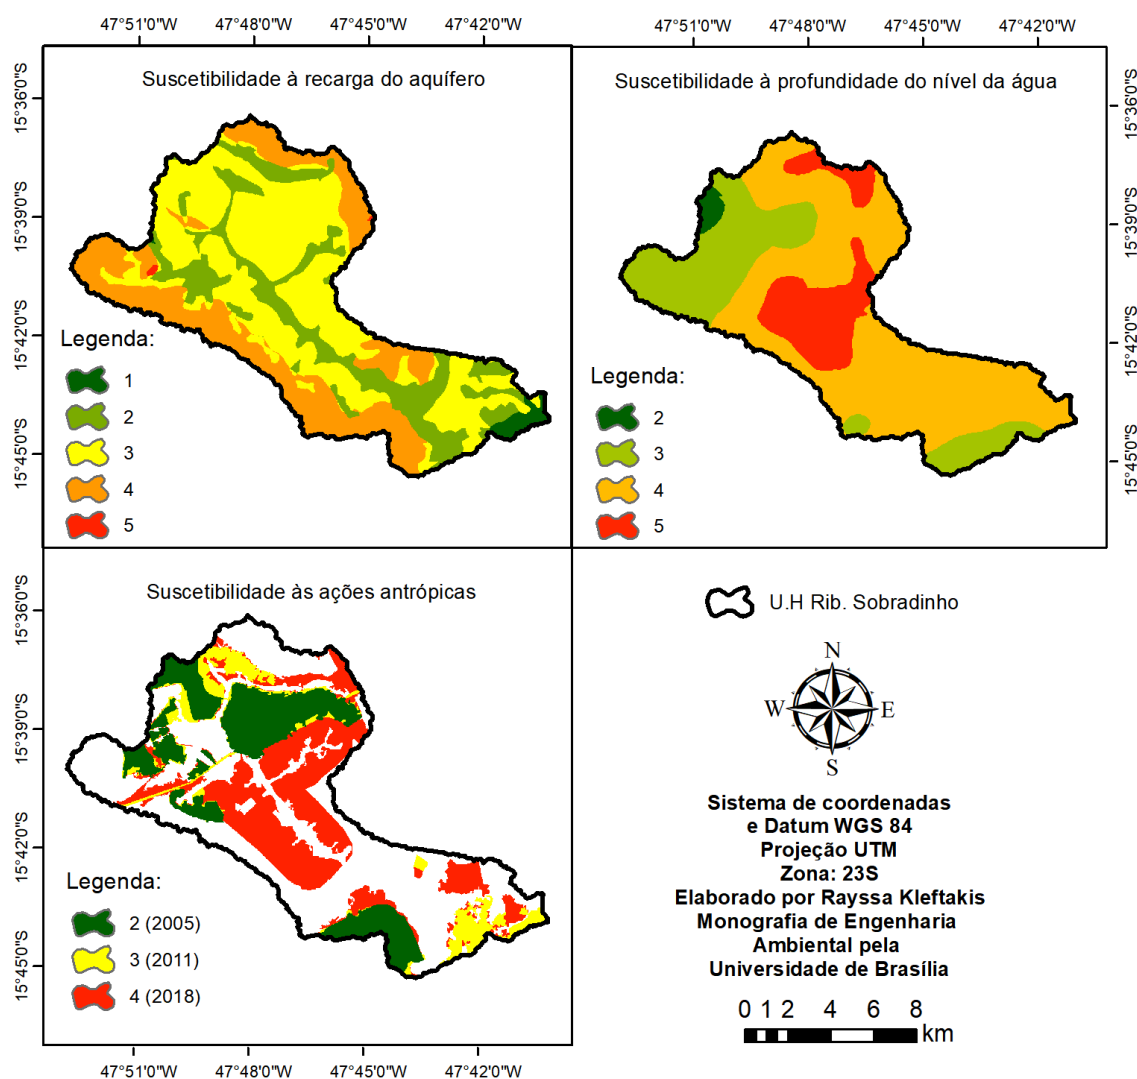 47°51'0"W 47°48'0"W 47°45'0"W 47°42'0"W
47°51'0"W 47°48'0"W 47°45'0"W 47°42'0"W
Suscetibilidade à recarga do aquífero
15°36'0"S
15°39'0"S
15°42'0"S
15°45'0"S
Legenda:
1
2
3
4
5
Suscetibilidade à profundidade do nível da água
15°36'0"S
15°39'0"S
15°42'0"S
15°45'0"S
Legenda:
2
3
4
5
Suscetibilidade às ações antrópicas
15°36'0"S
15°39'0"S
15°42'0"S
15°45'0"S
Legenda:
2 (2005)
3 (2011)
4 (2018)
47°51'0"W 47°48'0"W 47°45'0"W 47°42'0"W
U.H Rib. Sobradinho
N
W E
S
Sistema de coordenadas
e Datum WGS 84
Projeção UTM
Zona: 23S
Elaborado por Rayssa Kleftakis
Monografia de Engenharia
Ambiental pela
Universidade de Brasília
0 1 2 4 6 8
km